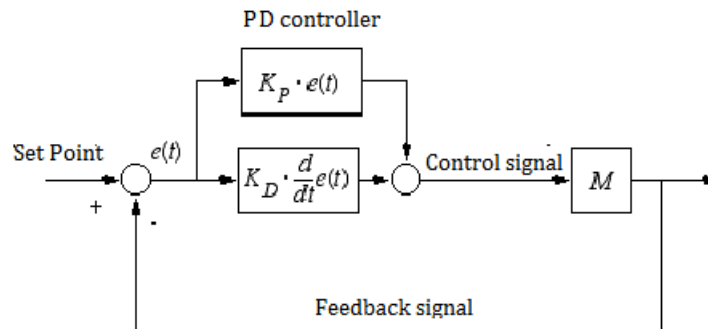 PD controller
K_P · e(t)
Set Point
e(t)
K_D · d/dt e(t)
Control signal
M
+
-
Feedback signal